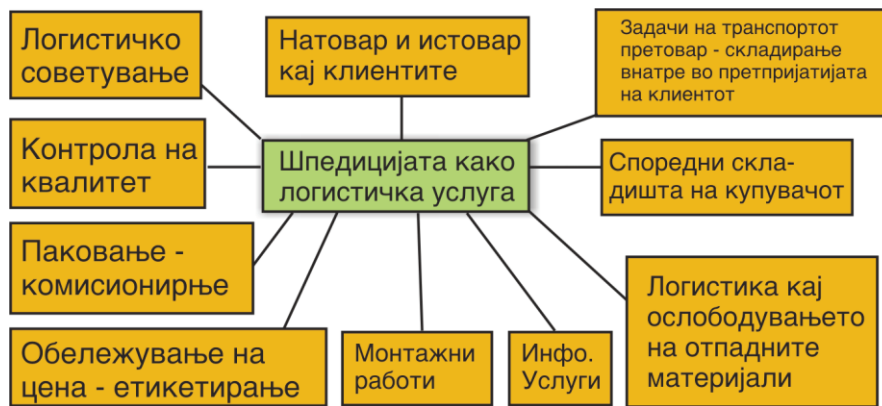 Логистичко
советување
Натовар и истовар
кај клиентите
Задачи на транспортот
претовар - складирање
внатре во претпријатијата
на клиентот
Контрола на
квалитет
Шпедицијата како
логистичка услуга
Споредни скла-
дишта на купувачот
Паковање -
комисионирње
Логистика кај
ослободувањето
на отпадните
материјали
Обележување на
цена - етикетирање
Монтажни
работи
Инфо.
Услуги